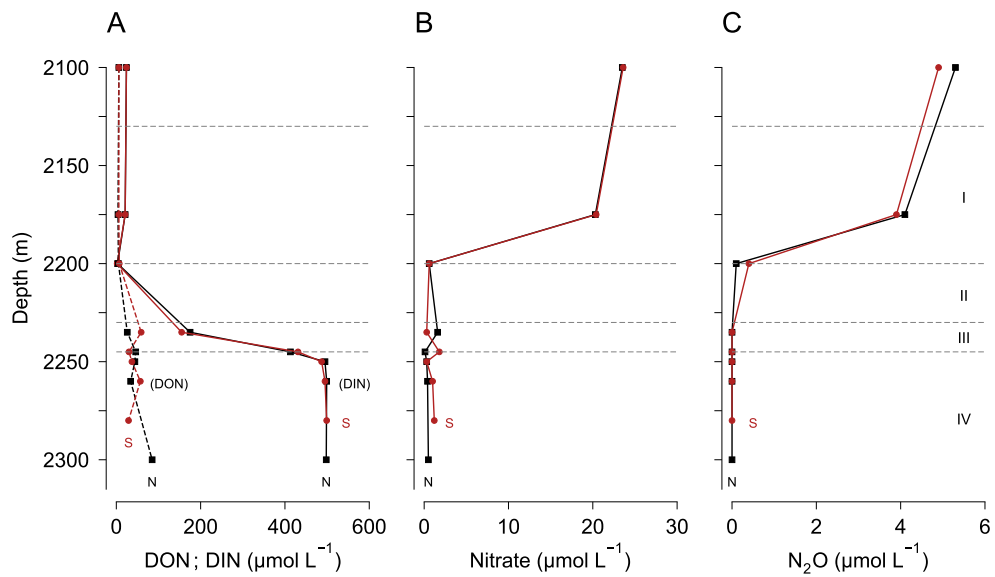 A
B
C
2100
2150
2200
2250
2300
Depth (m)
(DON)
(DIN)
S
S
N
N
S
N
I
II
III
IV
S
N
0 200 400 600
0 10 20 30
0 2 4 6
DON; DIN (µmol L⁻¹)
Nitrate (µmol L⁻¹)
N₂O (µmol L⁻¹)